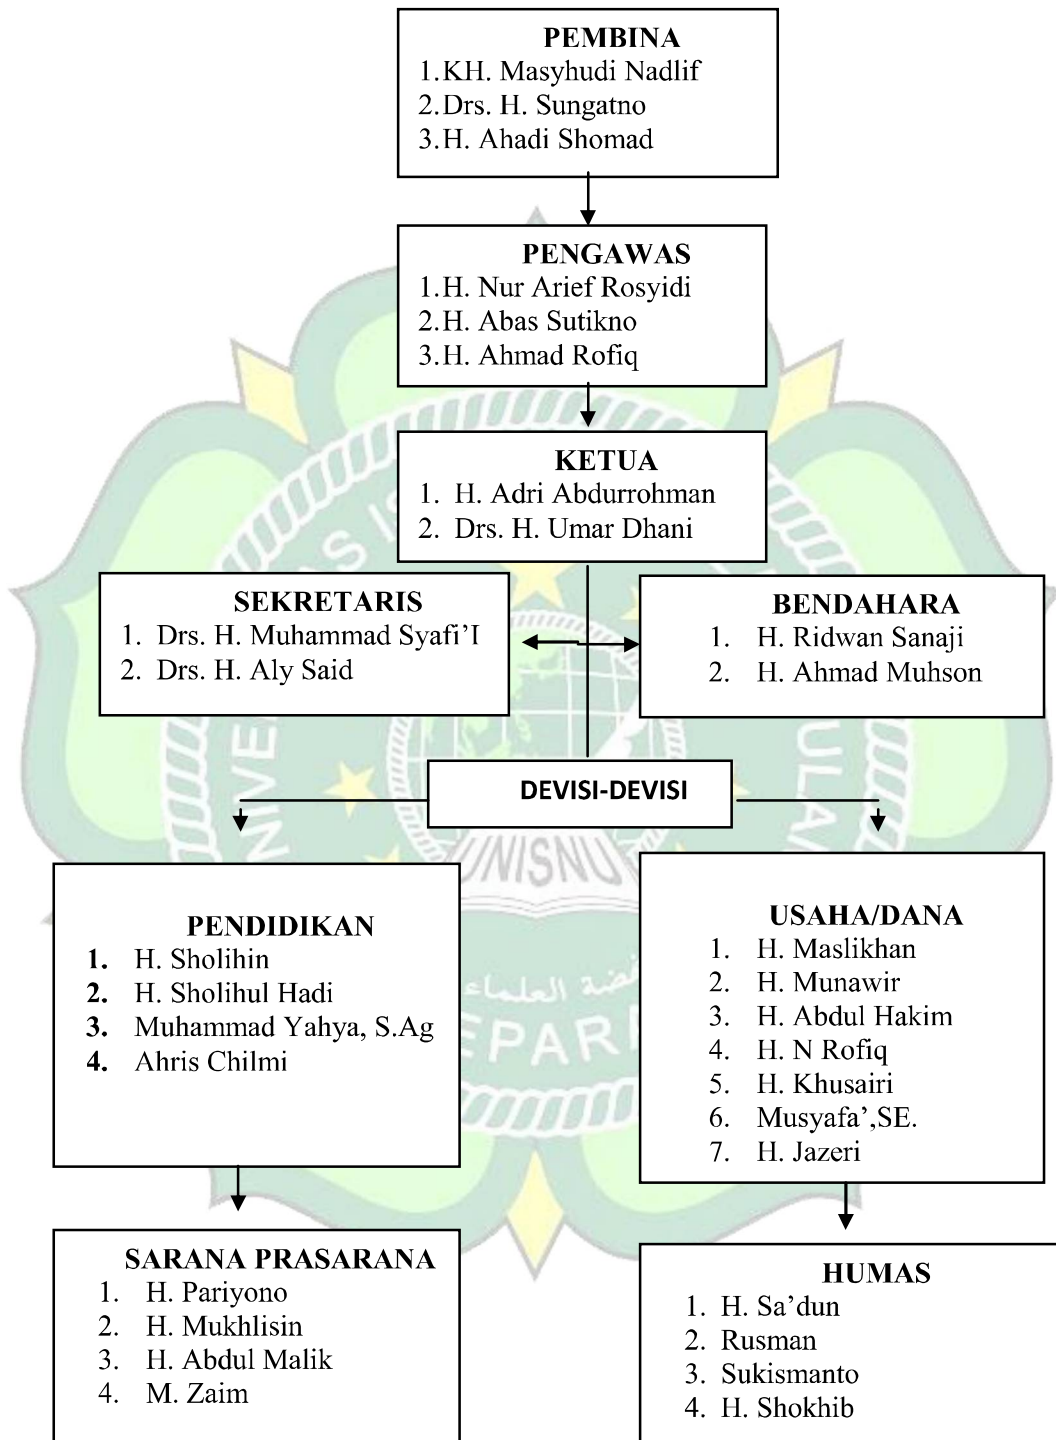 PEMBINA
1.KH. Masyhudi Nadlif
2.Drs. H. Sungatno
3.H. Ahadi Shomad
PENGAWAS
1.H. Nur Arief Rosyidi
2.H. Abas Sutikno
3.H. Ahmad Rofiq
KETUA
1. H. Adri Abdurrohman
2. Drs. H. Umar Dhani
SEKRETARIS
1. Drs. H. Muhammad Syafi’I
2. Drs. H. Aly Said
BENDAHARA
1. H. Ridwan Sanaji
2. H. Ahmad Muhson
DEVISI-DEVISI
PENDIDIKAN
1. H. Sholihin
2. H. Sholihul Hadi
3. Muhammad Yahya, S.Ag
4. Ahris Chilmi
USAHA/DANA
1. H. Maslikhan
2. H. Munawir
3. H. Abdul Hakim
4. H. N Rofiq
5. H. Khusairi
6. Musyafa’,SE.
7. H. Jazeri
SARANA PRASARANA
1. H. Pariyono
2. H. Mukhlisin
3. H. Abdul Malik
4. M. Zaim
HUMAS
1. H. Sa’dun
2. Rusman
3. Sukismanto
4. H. Shokhib
UNISNU